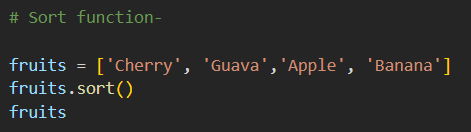 # Sort function-
fruits = ['Cherry', 'Guava','Apple', 'Banana']
fruits.sort()
fruits